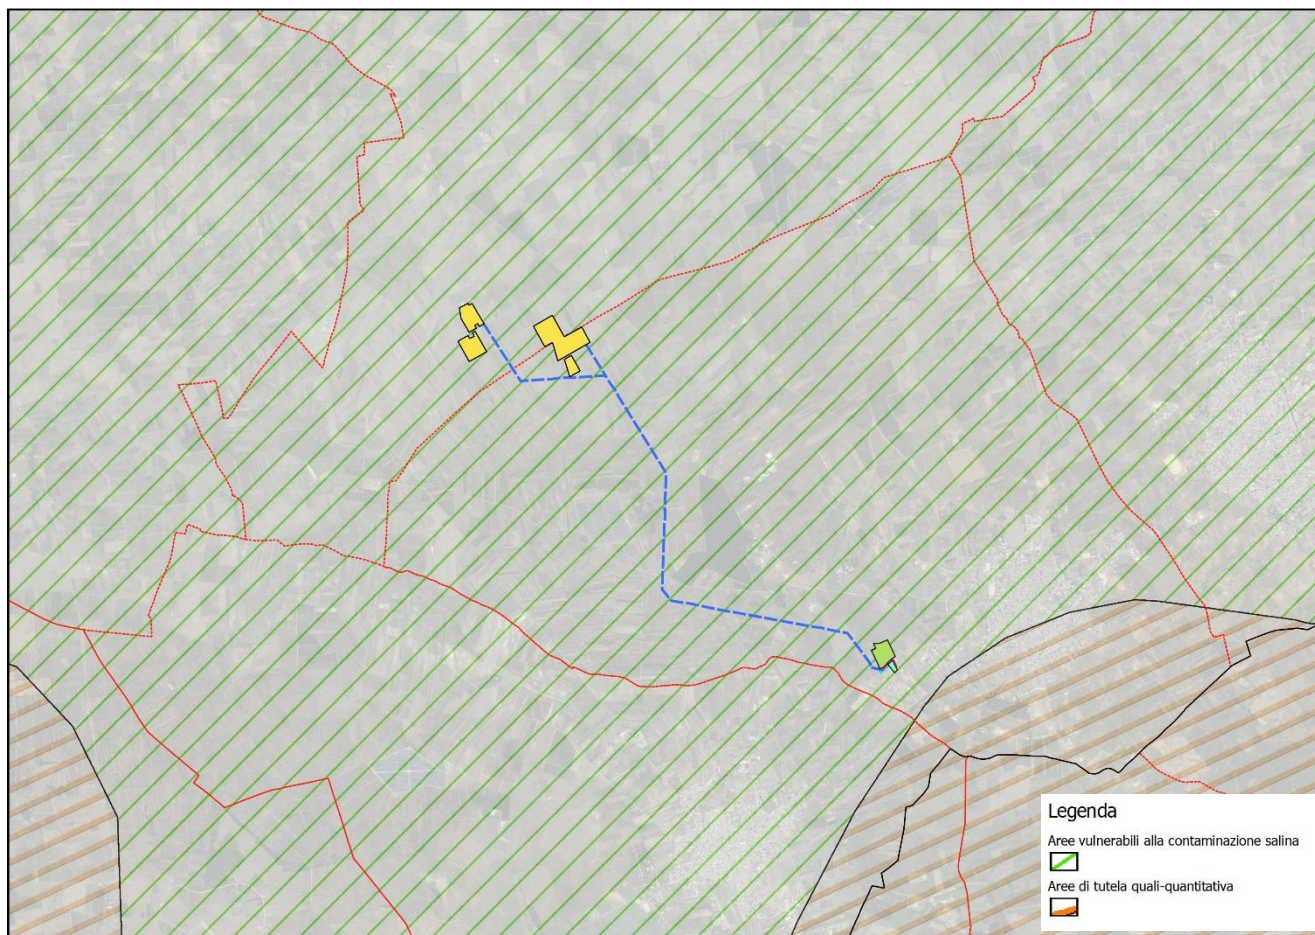 Legenda
Aree vulnerabili alla contaminazione salina
Aree di tutela quali-quantitativa